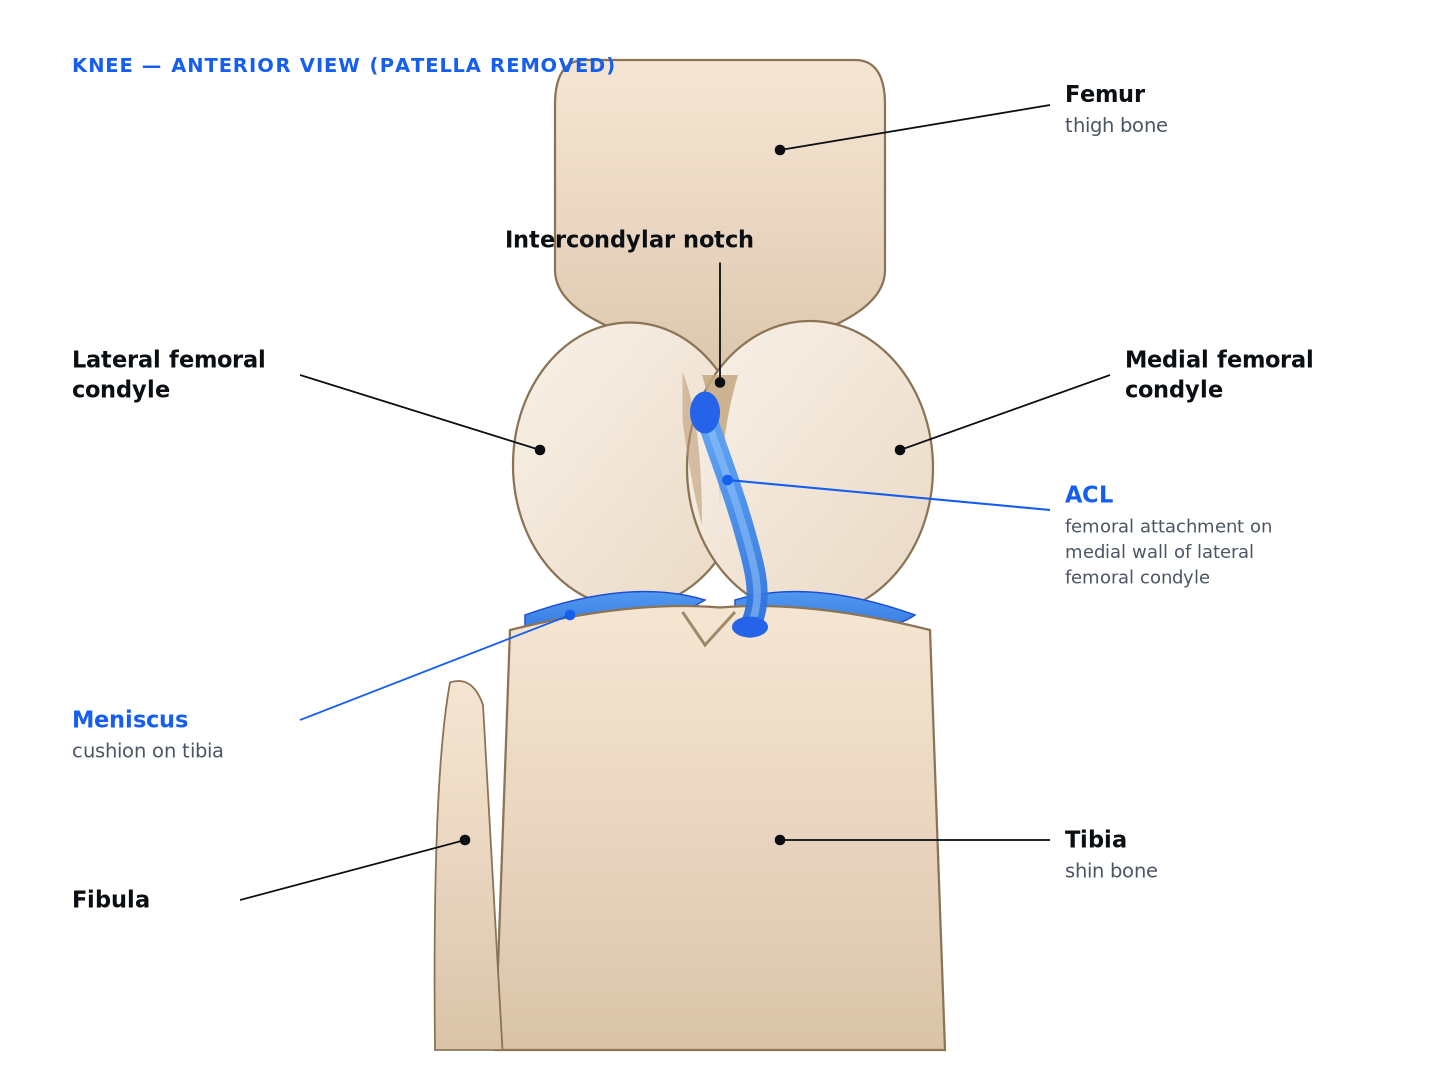 KNEE — ANTERIOR VIEW (PATELLA REMOVED)
Femur
thigh bone
Intercondylar notch
Lateral femoral
condyle
Medial femoral
condyle
ACL
femoral attachment on
medial wall of lateral
femoral condyle
Meniscus
cushion on tibia
Tibia
shin bone
Fibula